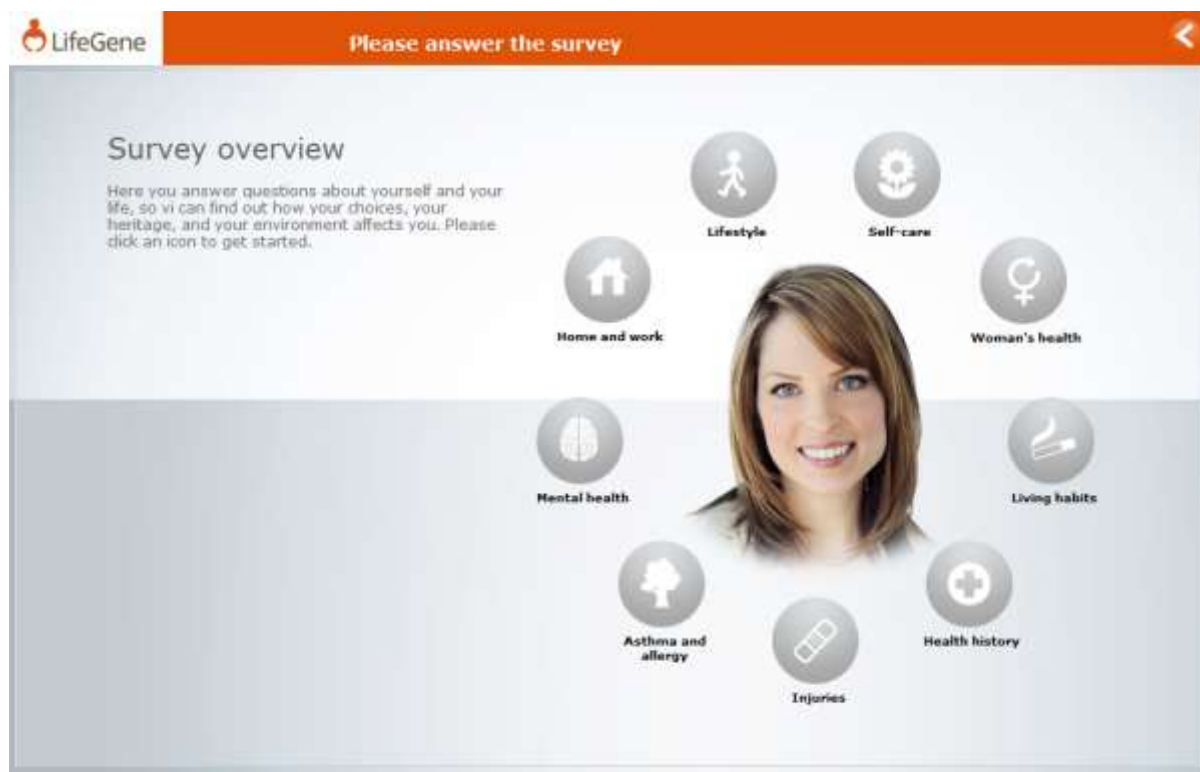 LifeGene
Please answer the survey
Survey overview
Here you answer questions about yourself and your
life, so vi can find out how your choices, your
heritage, and your environment affects you. Please
click an icon to get started.
Lifestyle
Self-care
Home and work
Woman's health
Mental health
Living habits
Asthma and
allergy
Health history
Injuries